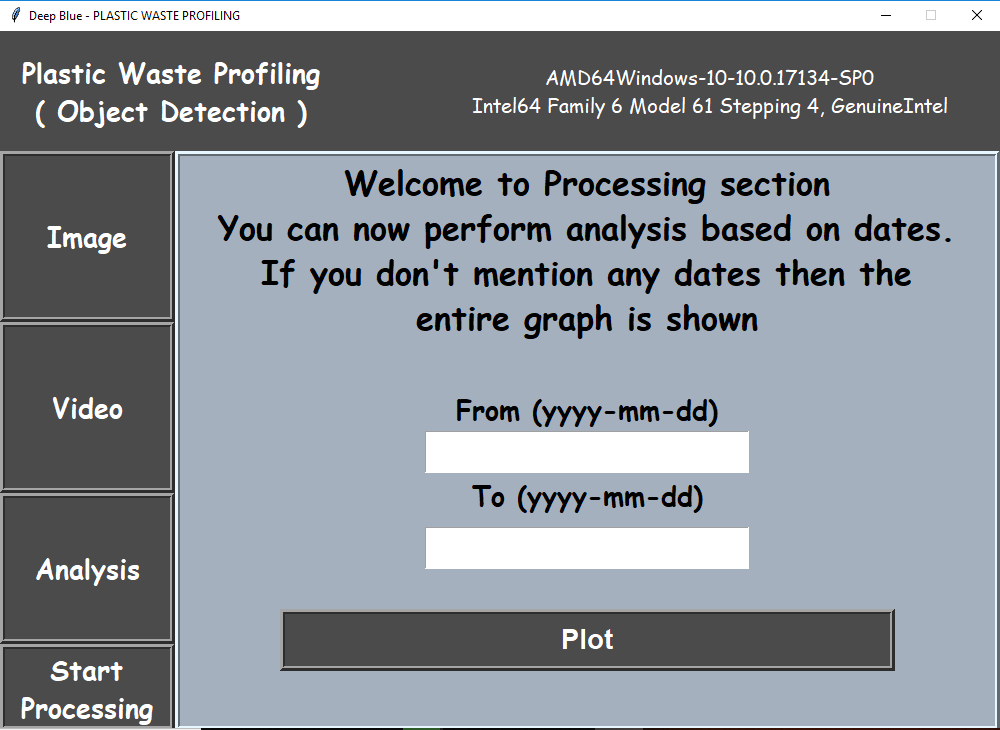 Deep Blue - PLASTIC WASTE PROFILING
Plastic Waste Profiling
( Object Detection )
AMD64Windows-10-10.0.17134-SP0
Intel64 Family 6 Model 61 Stepping 4, GenuineIntel
Image
Video
Analysis
Start
Processing
Welcome to Processing section
You can now perform analysis based on dates.
If you don't mention any dates then the
entire graph is shown
From (yyyy-mm-dd)
To (yyyy-mm-dd)
Plot